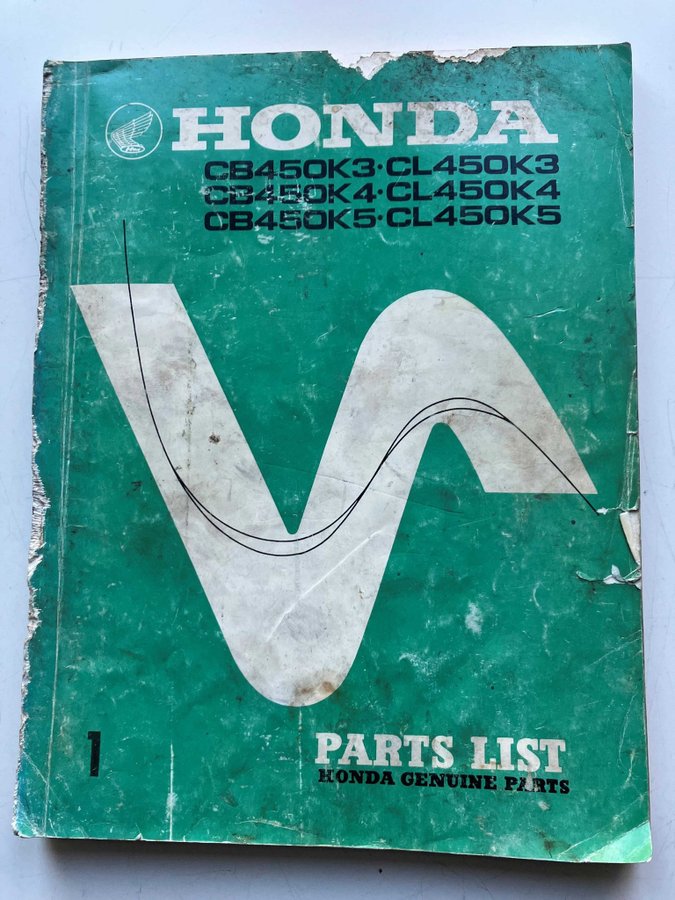 HONDA
CB450K3·CL450K3
CB450K4·CL450K4
CB450K5·CL450K5
1
PARTS LIST
HONDA GENUINE PARTS